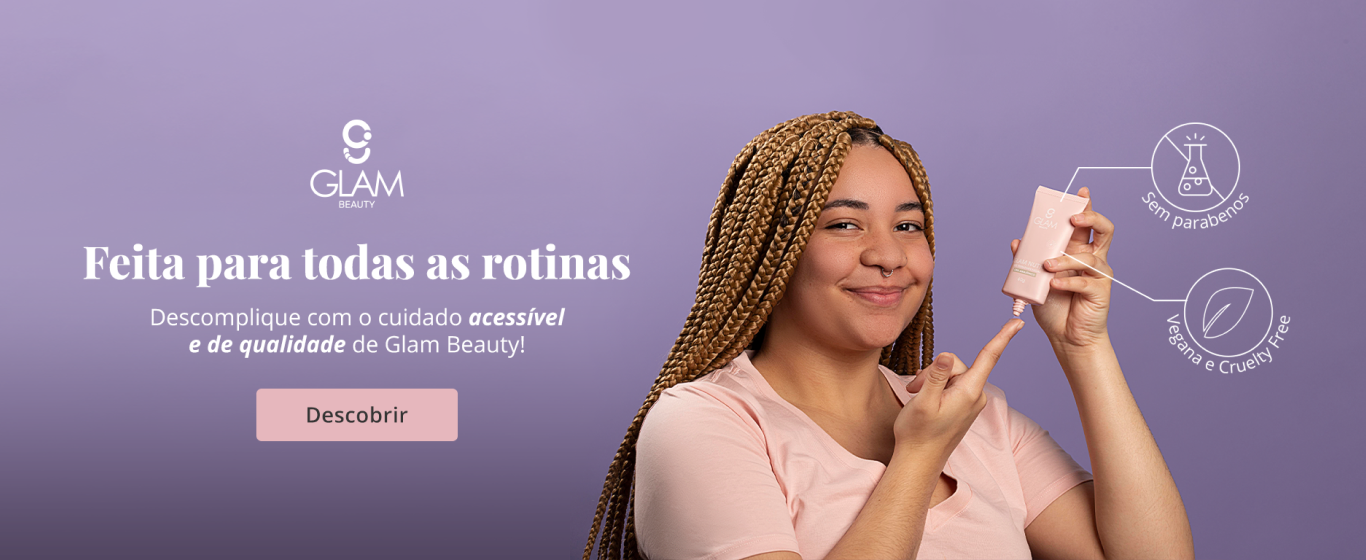 GLAM
BEAUTY
Feita para todas as rotinas
Descomplique com o cuidado acessível
e de qualidade de Glam Beauty!
Descobrir
GLAM
Sem parabenos
Vegana e Cruelty Free